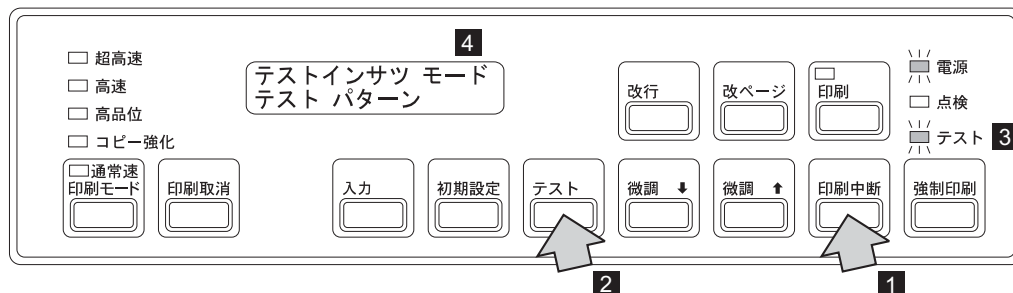 4
超高速
高速
高品位
コピー強化
テストインサツ モード
テスト パターン
改行
改ページ
印刷
電源
点検
テスト 3
通常速
印刷モード
印刷取消
入力
初期設定
テスト
微調 ⬇
微調 ⬆
印刷中断
強制印刷
2
1